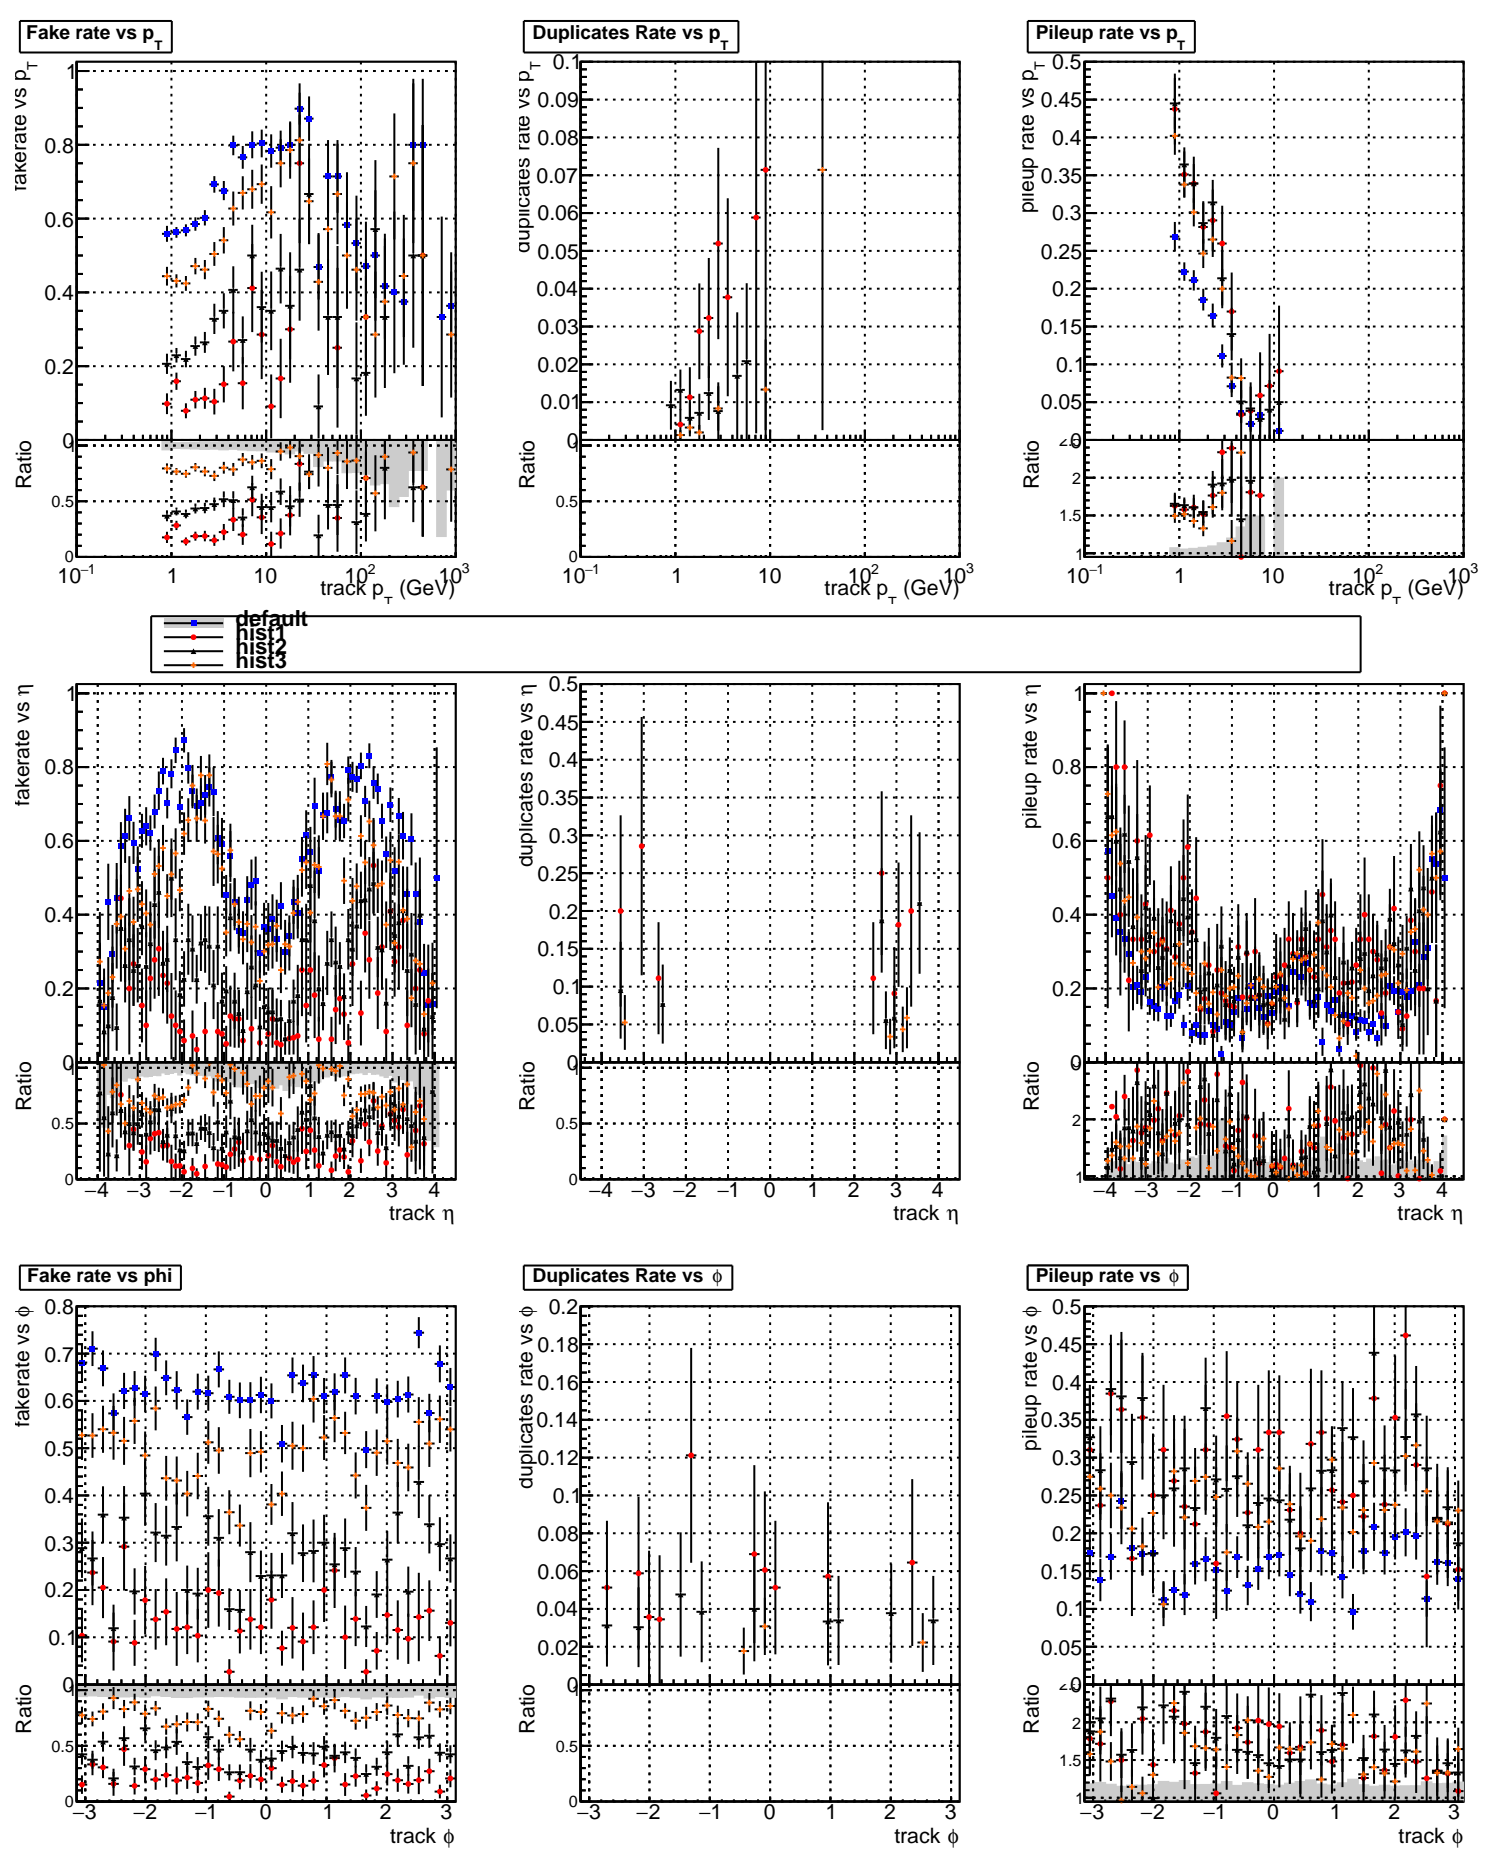 Fake rate vs pT
Duplicates Rate vs pT
Pileup rate vs pT
fakerate vs pT
1
0.8
0.6
0.4
0.2
0
Ratio
0.5
0
10−1 1 10 102 103
track pT (GeV)
duplicates rate vs pT
0.1
0.09
0.08
0.07
0.06
0.05
0.04
0.03
0.02
0.01
0
Ratio
1
0.5
0
10−1 1 10 102 103
track pT (GeV)
pileup rate vs pT
0.5
0.45
0.4
0.35
0.3
0.25
0.2
0.15
0.1
0.05
Ratio
2
1.5
1
10−1 1 10 102 103
track pT (GeV)
default
hist1
hist2
hist3
fakerate vs η
1
0.8
0.6
0.4
0.2
0
Ratio
0.5
0
−4 −3 −2 −1 0 1 2 3 4
track η
duplicates rate vs η
0.5
0.45
0.4
0.35
0.3
0.25
0.2
0.15
0.1
0.05
0
Ratio
1
0.5
0
−4 −3 −2 −1 0 1 2 3 4
track η
pileup rate vs η
1
0.8
0.6
0.4
0.2
0
Ratio
2
1
−4 −3 −2 −1 0 1 2 3 4
track η
Fake rate vs phi
Duplicates Rate vs ϕ
Pileup rate vs ϕ
fakerate vs ϕ
0.8
0.7
0.6
0.5
0.4
0.3
0.2
0.1
0
Ratio
1
0.5
0
−3 −2 −1 0 1 2 3
track ϕ
duplicates rate vs ϕ
0.2
0.18
0.16
0.14
0.12
0.1
0.08
0.06
0.04
0.02
0
Ratio
1
0.5
0
−3 −2 −1 0 1 2 3
track ϕ
pileup rate vs ϕ
0.5
0.45
0.4
0.35
0.3
0.25
0.2
0.15
0.1
0.05
Ratio
2
1.5
1
−3 −2 −1 0 1 2 3
track ϕ